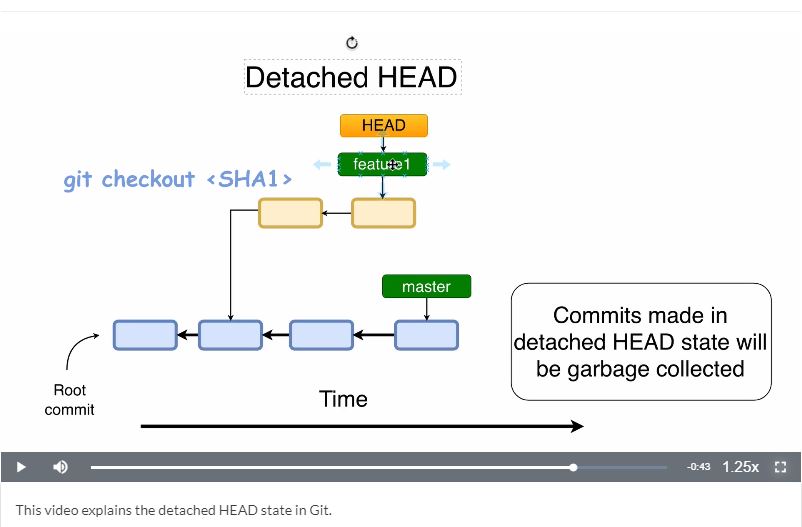 Detached HEAD
HEAD
feature1
git checkout <SHA1>
master
Commits made in
detached HEAD state will
be garbage collected
Root
commit
Time
-0:43 1.25x
This video explains the detached HEAD state in Git.